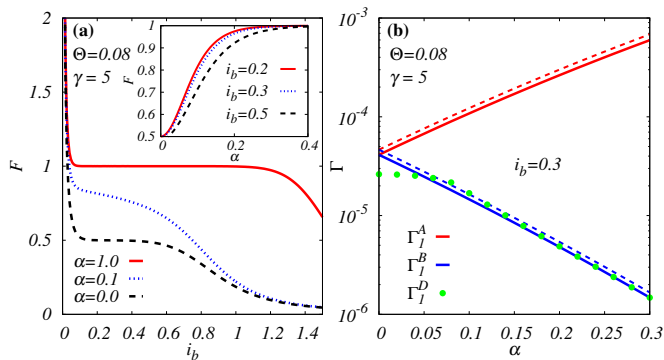 (a)
Θ=0.08
γ = 5
2
1.5
1
0.5
0
F
0 0.2 0.4 0.6 0.8 1 1.2 1.4
i_b
α=1.0
α=0.1
α=0.0
1
0.9
0.8
0.7
0.6
0.5
F
0 0.2 0.4
α
i_b=0.2
i_b=0.3
i_b=0.5
(b)
Θ=0.08
γ = 5
10^-3
10^-4
10^-5
10^-6
Γ
i_b=0.3
Γ_1^A
Γ_1^B
Γ_1^D
0 0.05 0.1 0.15 0.2 0.25 0.3
α